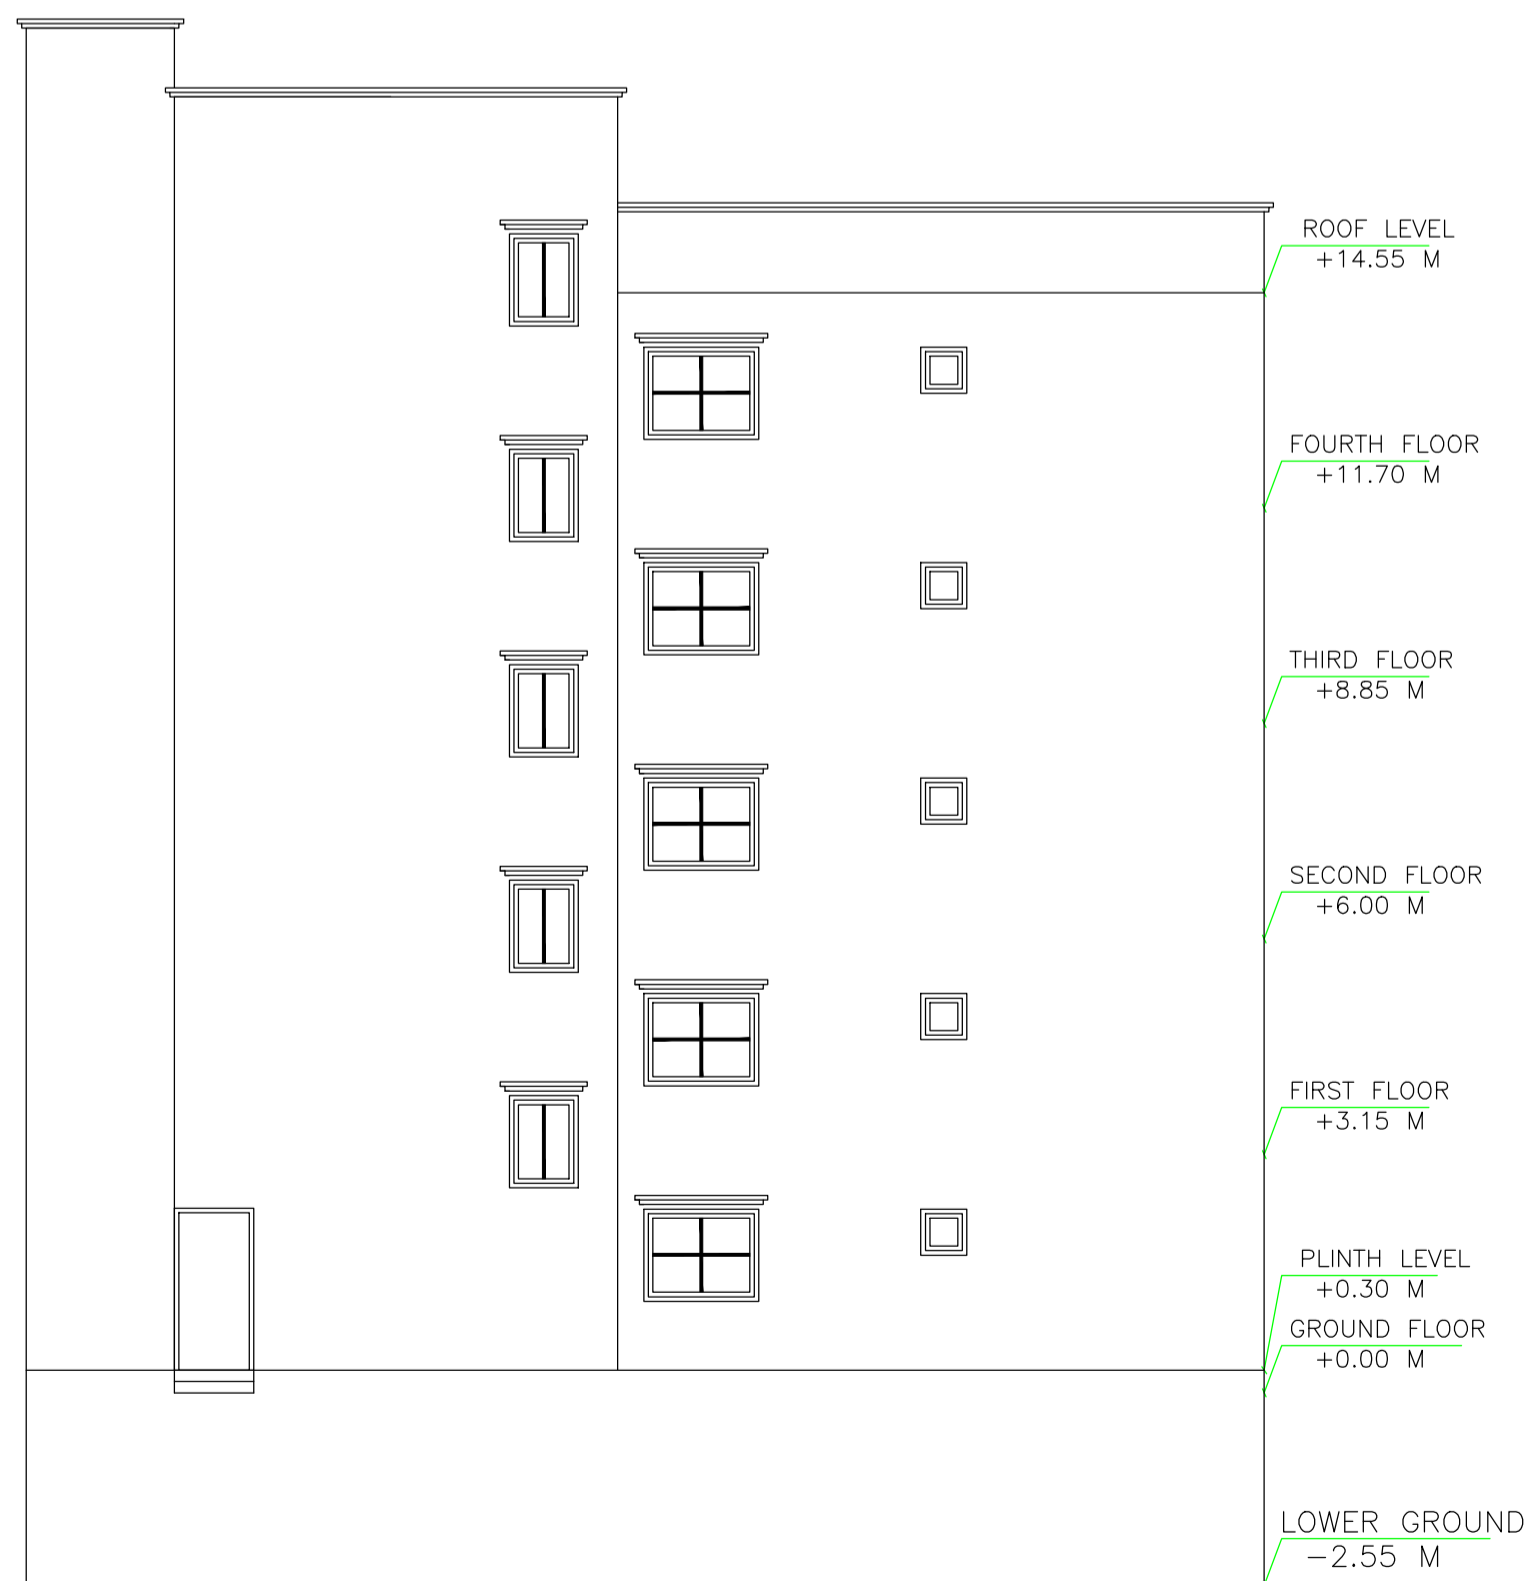 ROOF LEVEL
+14.55 M
FOURTH FLOOR
+11.70 M
THIRD FLOOR
+8.85 M
SECOND FLOOR
+6.00 M
FIRST FLOOR
+3.15 M
PLINTH LEVEL
+0.30 M
GROUND FLOOR
+0.00 M
LOWER GROUND
−2.55 M